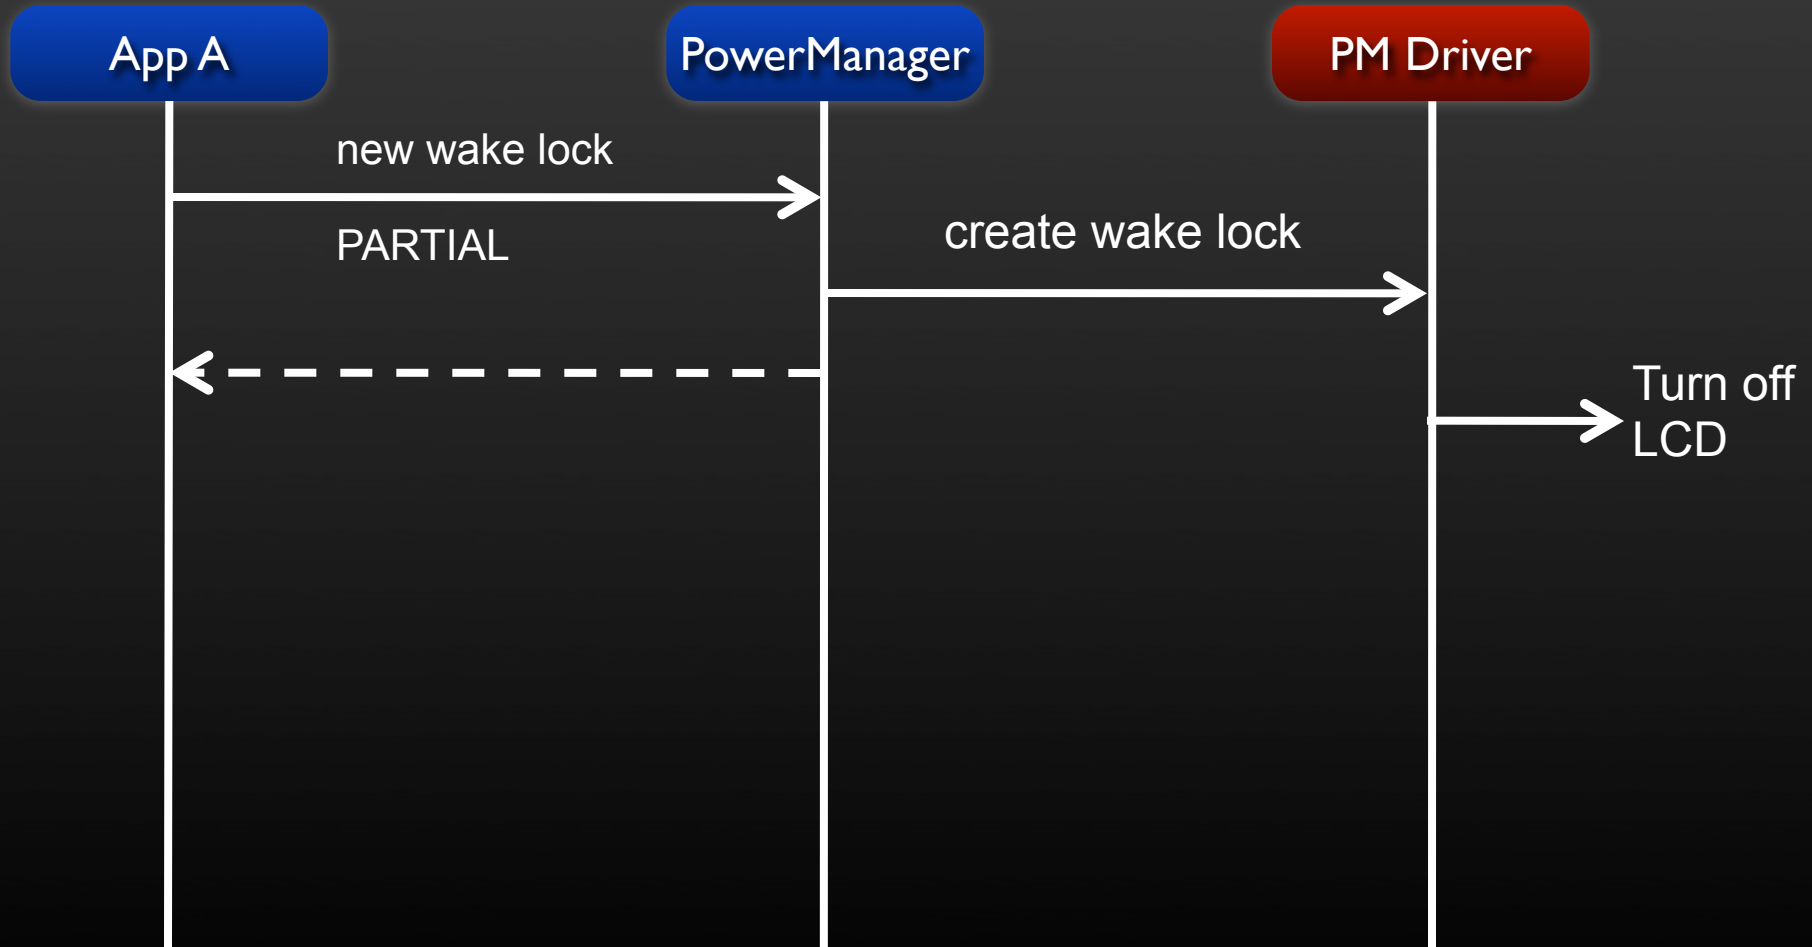 App A
PowerManager
PM Driver
new wake lock
PARTIAL
create wake lock
Turn off
LCD